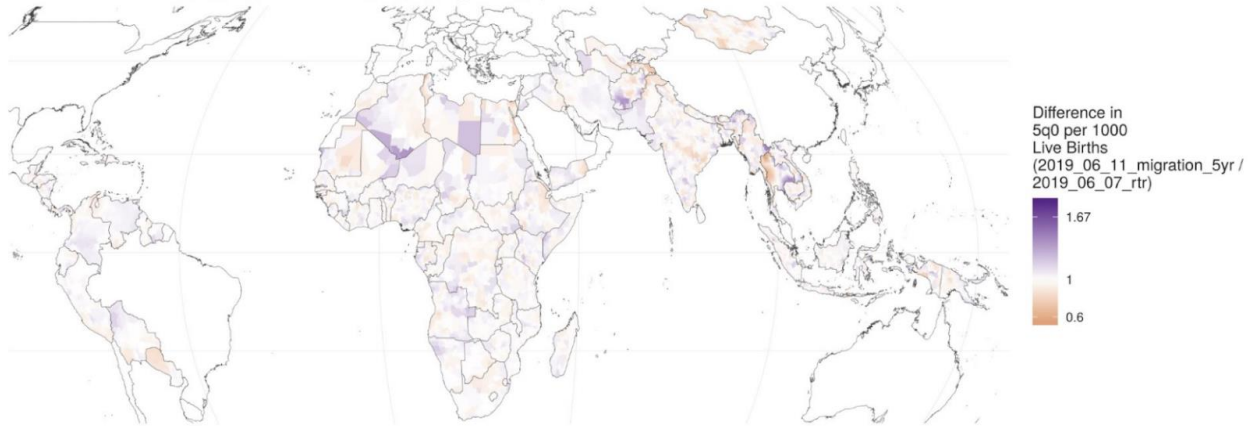 Difference in
5q0 per 1000
Live Births
(2019_06_11_migration_5yr /
2019_06_07_rtr)
1.67
1
0.6